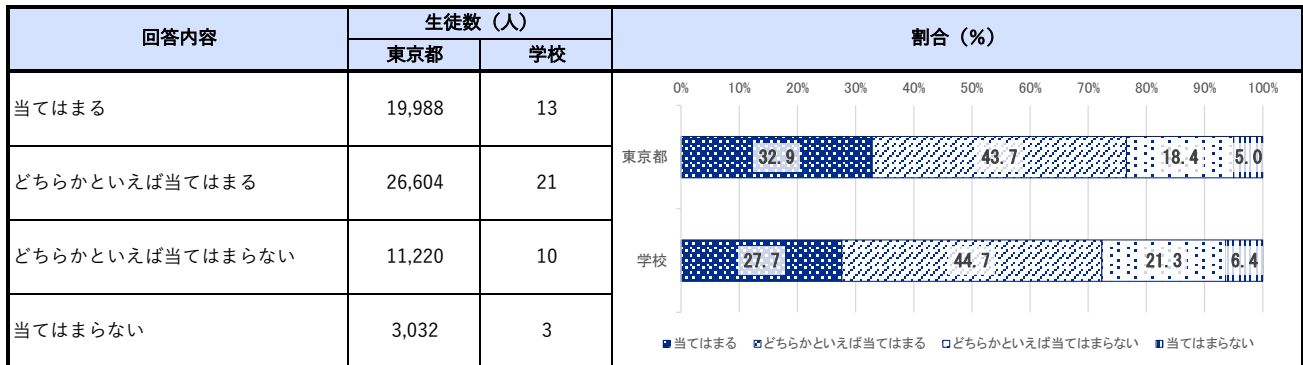 回答内容
生徒数（人）
東京都
学校
割合（%）
当てはまる
19,988
13
どちらかといえば当てはまる
26,604
21
どちらかといえば当てはまらない
11,220
10
当てはまらない
3,032
3
0% 10% 20% 30% 40% 50% 60% 70% 80% 90% 100%
東京都 32.9 43.7 18.4 5.0
学校 27.7 44.7 21.3 6.4
当てはまる どちらかといえば当てはまる どちらかといえば当てはまらない 当てはまらない